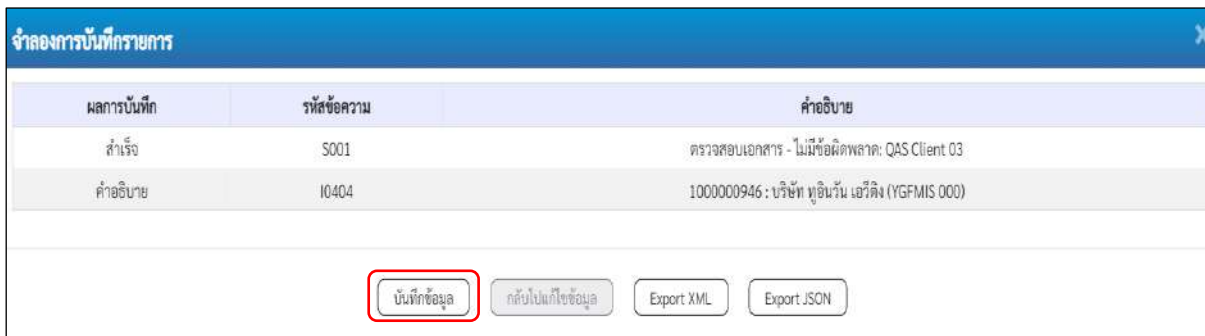 จำลองการบันทึกรายการ
ผลการบันทึก รหัสข้อความ คำอธิบาย
สำเร็จ S001 ตรวจสอบเอกสาร - ไม่มีข้อผิดพลาด: QAS Client 03
คำอธิบาย I0404 1000000946 : บริษัท ทูอินวัน เอวีติง (YGFMIS 000)
บันทึกข้อมูล กลับไปแก้ไขข้อมูล Export XML Export JSON